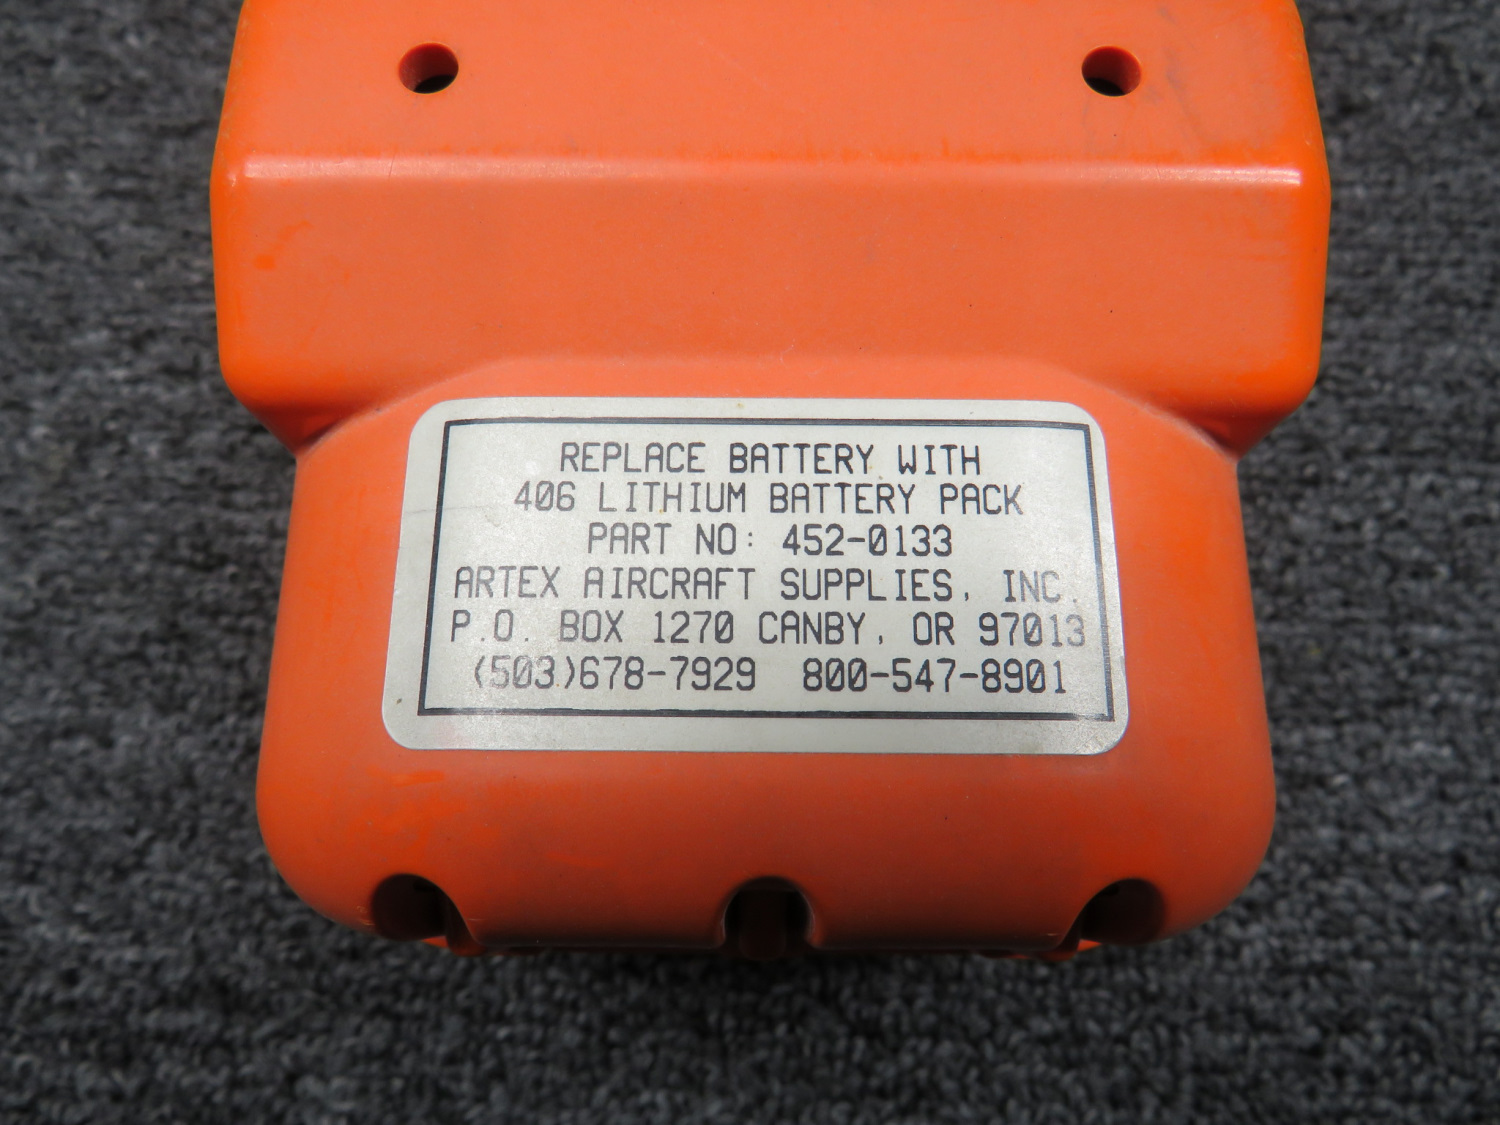 REPLACE BATTERY WITH
406 LITHIUM BATTERY PACK
PART NO: 452-0133
ARTEX AIRCRAFT SUPPLIES, INC.
P.O. BOX 1270 CANBY, OR 97013
(503)678-7929 800-547-8901